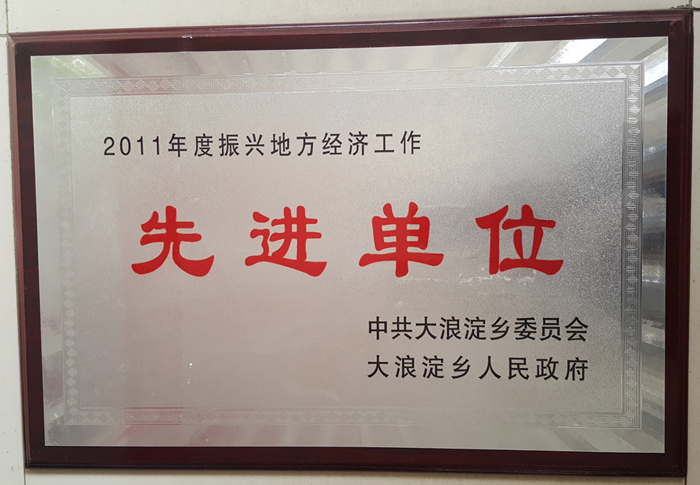 2011年度振兴地方经济工作
先进单位
中共大浪淀乡委员会
大浪淀乡人民政府